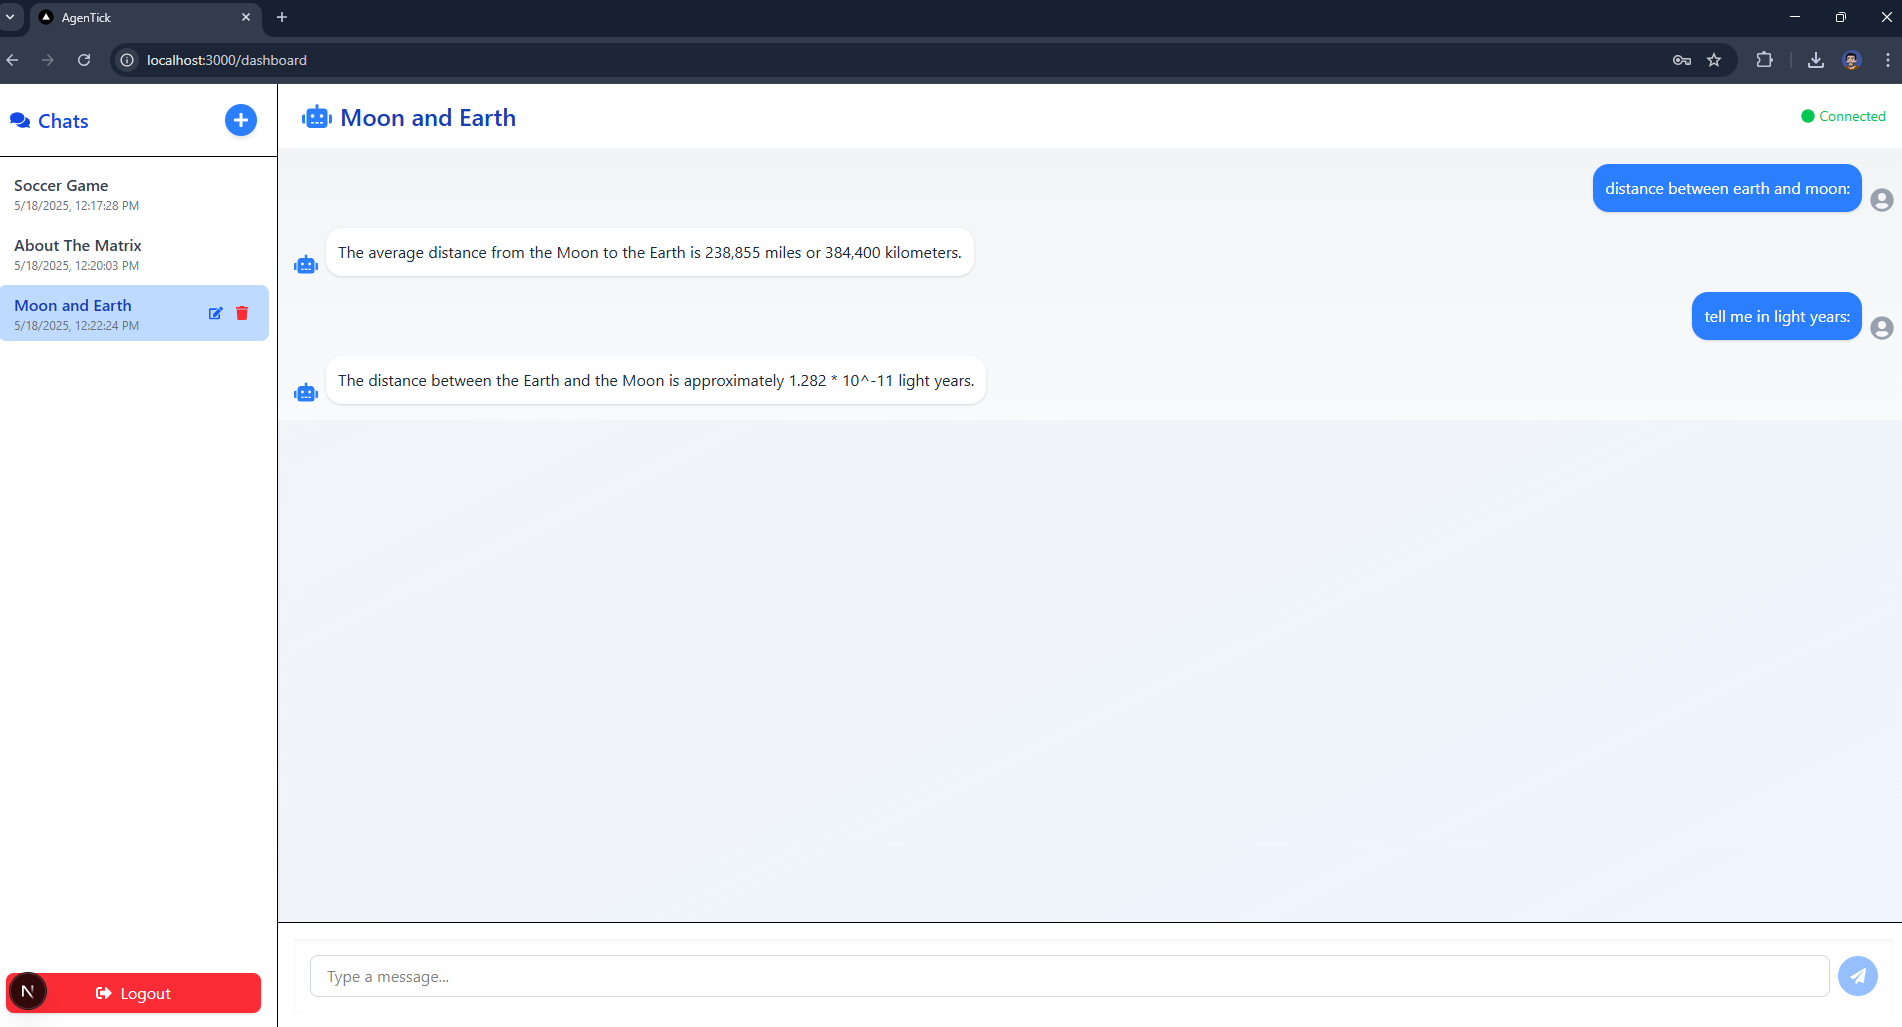 AgenTick
localhost:3000/dashboard
Chats
Soccer Game
5/18/2025, 12:17:28 PM
About The Matrix
5/18/2025, 12:20:03 PM
Moon and Earth
5/18/2025, 12:22:24 PM
N
Logout
Moon and Earth
Connected
distance between earth and moon:
The average distance from the Moon to the Earth is 238,855 miles or 384,400 kilometers.
tell me in light years:
The distance between the Earth and the Moon is approximately 1.282 * 10^-11 light years.
Type a message...